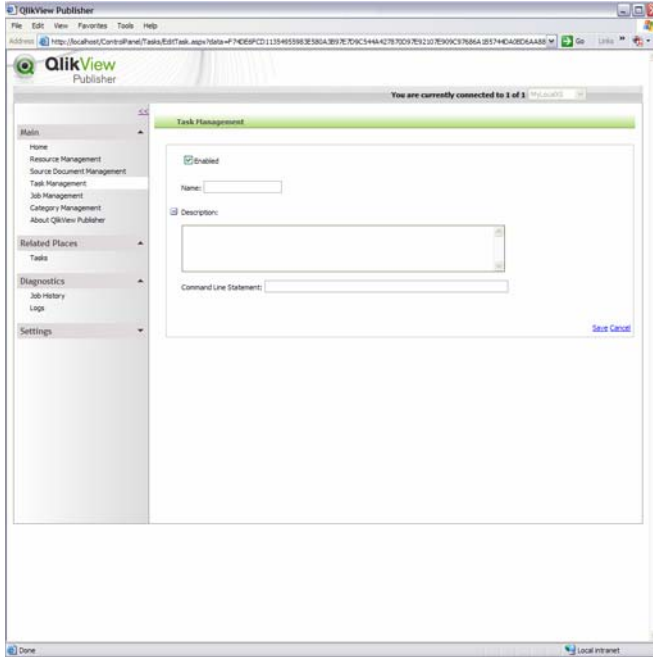 QlikView Publisher
File Edit View Favorites Tools Help
Address Go Links »
QlikView
Publisher
You are currently connected to 1 of 1 MyLocalXS
<<
Main
Home
Resource Management
Source Document Management
Task Management
Job Management
Category Management
About QlikView Publisher
Related Places
Tasks
Diagnostics
Job History
Logs
Settings
Task Management
Enabled
Name:
Description:
Command Line Statement:
Save Cancel
Done Local intranet